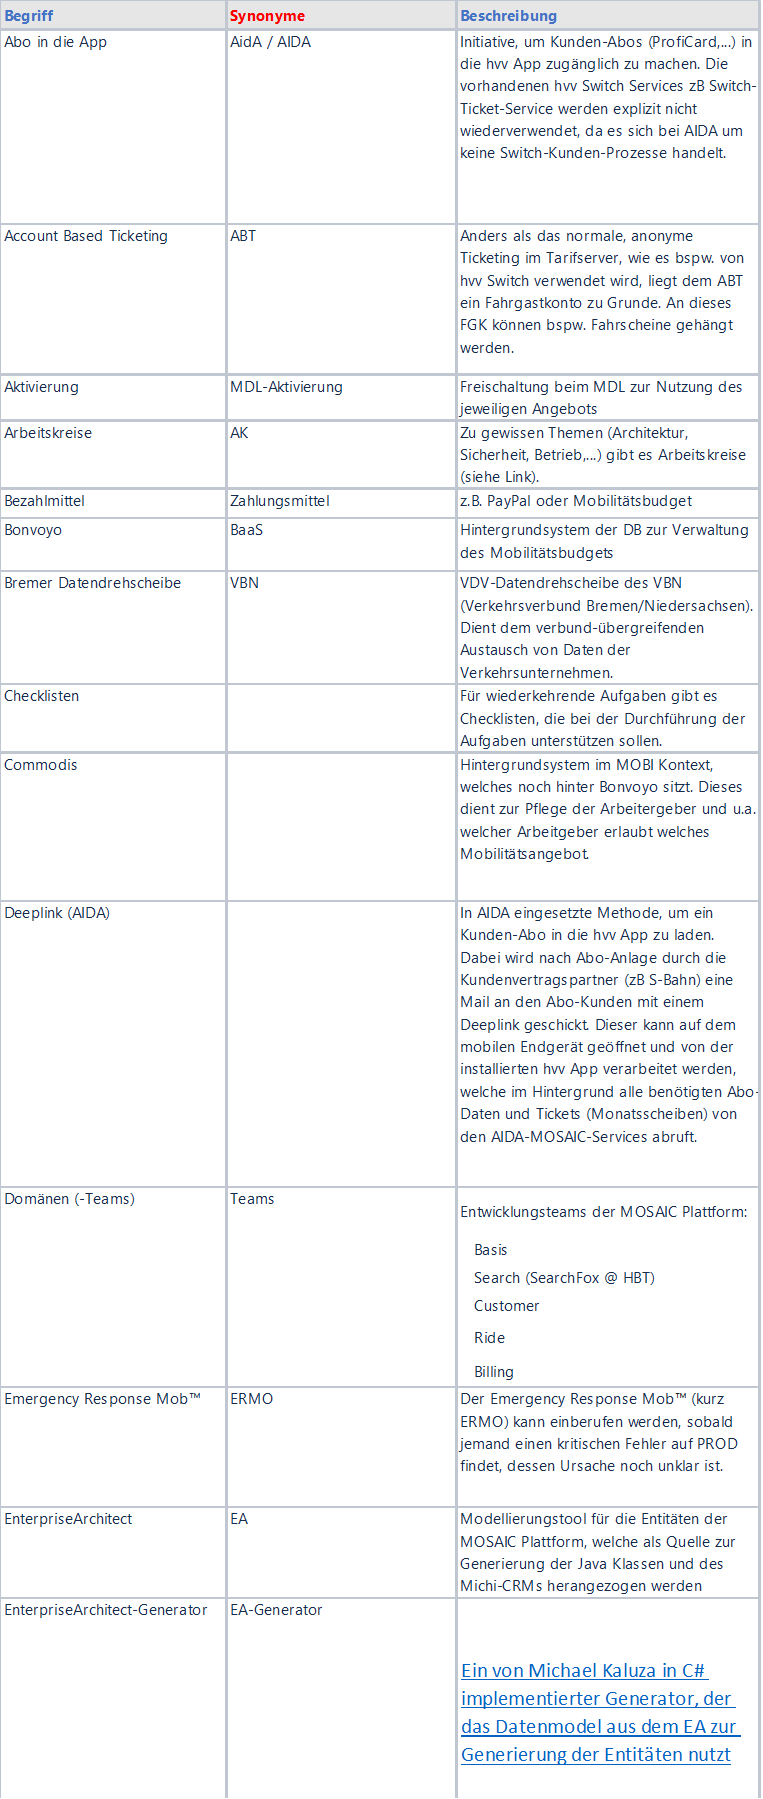 Begriff Synonyme Beschreibung
Abo in die App AidA / AIDA Initiative, um Kunden-Abos (ProfiCard,...) in
die hvv App zugänglich zu machen. Die
vorhandenen hvv Switch Services zB Switch-
Ticket-Service werden explizit nicht
wiederverwendet, da es sich bei AIDA um
keine Switch-Kunden-Prozesse handelt.
Account Based Ticketing ABT Anders als das normale, anonyme
Ticketing im Tarifserver, wie es bspw. von
hvv Switch verwendet wird, liegt dem ABT
ein Fahrgastkonto zu Grunde. An dieses
FGK können bspw. Fahrscheine gehängt
werden.
Aktivierung MDL-Aktivierung Freischaltung beim MDL zur Nutzung des
jeweiligen Angebots
Arbeitskreise AK Zu gewissen Themen (Architektur,
Sicherheit, Betrieb,...) gibt es Arbeitskreise
(siehe Link).
Bezahlmittel Zahlungsmittel z.B. PayPal oder Mobilitätsbudget
Bonvoyo BaaS Hintergrundsystem der DB zur Verwaltung
des Mobilitätsbudgets
Bremer Datendrehscheibe VBN VDV-Datendrehscheibe des VBN
(Verkehrsverbund Bremen/Niedersachsen).
Dient dem verbund-übergreifenden
Austausch von Daten der
Verkehrsunternehmen.
Checklisten Für wiederkehrende Aufgaben gibt es
Checklisten, die bei der Durchführung der
Aufgaben unterstützen sollen.
Commodis Hintergrundsystem im MOBI Kontext,
welches noch hinter Bonvoyo sitzt. Dieses
dient zur Pflege der Arbeitergeber und u.a.
welcher Arbeitgeber erlaubt welches
Mobilitätsangebot.
Deeplink (AIDA) In AIDA eingesetzte Methode, um ein
Kunden-Abo in die hvv App zu laden.
Dabei wird nach Abo-Anlage durch die
Kundenvertragspartner (zB S-Bahn) eine
Mail an den Abo-Kunden mit einem
Deeplink geschickt. Dieser kann auf dem
mobilen Endgerät geöffnet und von der
installierten hvv App verarbeitet werden,
welche im Hintergrund alle benötigten Abo-
Daten und Tickets (Monatsscheiben) von
den AIDA-MOSAIC-Services abruft.
Domänen (-Teams) Teams Entwicklungsteams der MOSAIC Plattform:
Basis
Search (SearchFox @ HBT)
Customer
Ride
Billing
Emergency Response Mob™ ERMO Der Emergency Response Mob™ (kurz
ERMO) kann einberufen werden, sobald
jemand einen kritischen Fehler auf PROD
findet, dessen Ursache noch unklar ist.
EnterpriseArchitect EA Modellierungstool für die Entitäten der
MOSAIC Plattform, welche als Quelle zur
Generierung der Java Klassen und des
Michi-CRMs herangezogen werden
EnterpriseArchitect-Generator EA-Generator
Ein von Michael Kaluza in C#
implementierter Generator, der
das Datenmodel aus dem EA zur
Generierung der Entitäten nutzt